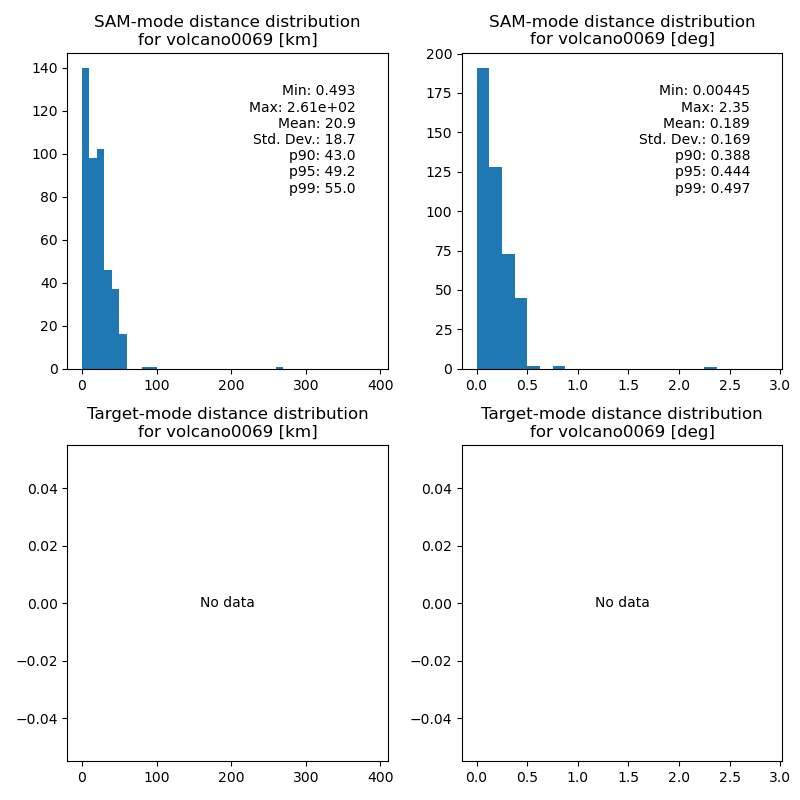 SAM-mode distance distribution
for volcano0069 [km]
140
120
100
80
60
40
20
0
Min: 0.493
Max: 2.61e+02
Mean: 20.9
Std. Dev.: 18.7
p90: 43.0
p95: 49.2
p99: 55.0
0 100 200 300 400
SAM-mode distance distribution
for volcano0069 [deg]
200
175
150
125
100
75
50
25
0
Min: 0.00445
Max: 2.35
Mean: 0.189
Std. Dev.: 0.169
p90: 0.388
p95: 0.444
p99: 0.497
0.0 0.5 1.0 1.5 2.0 2.5 3.0
Target-mode distance distribution
for volcano0069 [km]
0.04
0.02
0.00
−0.02
−0.04
No data
0 100 200 300 400
Target-mode distance distribution
for volcano0069 [deg]
0.04
0.02
0.00
−0.02
−0.04
No data
0.0 0.5 1.0 1.5 2.0 2.5 3.0